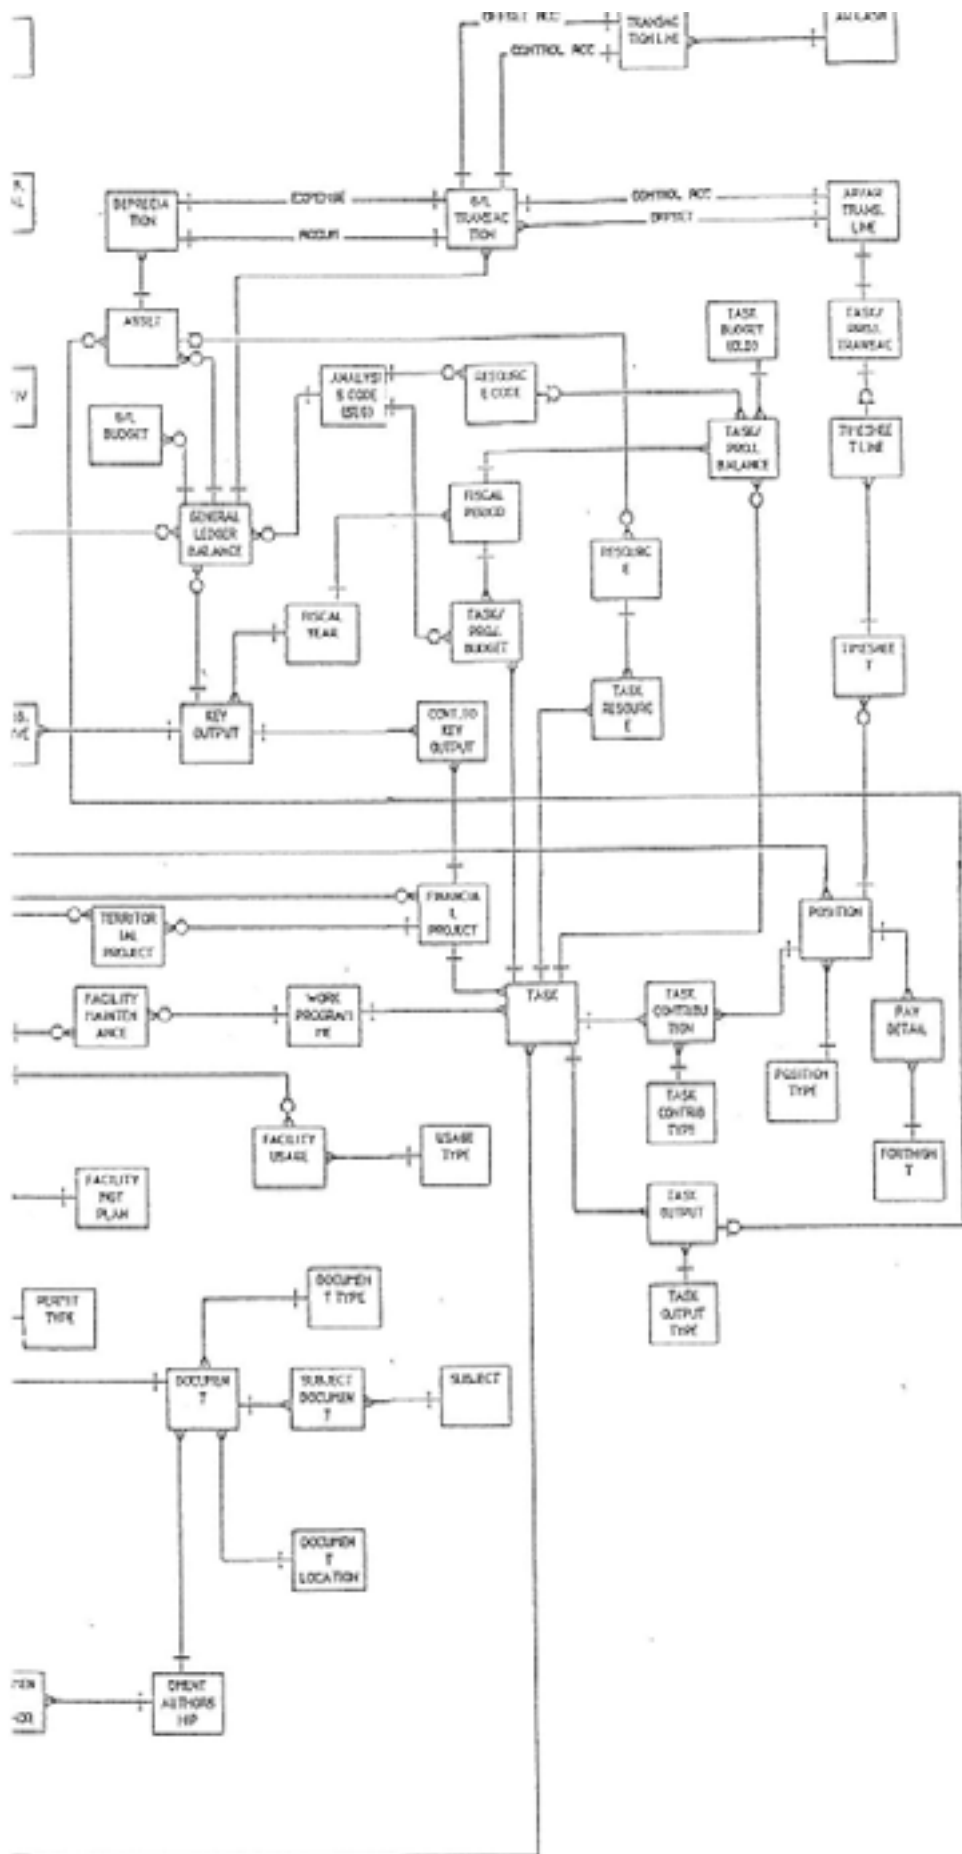 OFFSET ACC
TRANSAC
TION LINE
CONTROL ACC
DEPRECIA
TION
EXPENSE
ACCUM
G/L
TRANSAC
TION
CONTROL ACC
OFFSET
AP/AR
TRANS.
LINE
ASSET
TASK
BUDGET
TASK/
PROJ.
TRANSAC
G/L
BUDGET
ANALYSI
S CODE
RESOURC
E CODE
TASK/
PROJ.
BALANCE
TIMESHEE
T LINE
GENERAL
LEDGER
BALANCE
FISCAL
PERIOD
RESOURC
E
FISCAL
YEAR
TASK/
PROJ.
BUDGET
TIMESHEE
T
KEY
OUTPUT
CONT. TO
KEY
OUTPUT
TASK
RESOURC
E
TERRITOR
IAL
PROJECT
FINANCIA
L
PROJECT
POSITION
FACILITY
MAINTEN
ANCE
WORK
PROGRAM
ME
TASK
TASK
CONTRIBU
TION
PAY
DETAIL
POSITION
TYPE
TASK
CONTRIB
TYPE
FACILITY
USAGE
USAGE
TYPE
FORTNIGH
T
FACILITY
MGT
PLAN
TASK
OUTPUT
PERMIT
TYPE
DOCUMEN
T TYPE
TASK
OUTPUT
TYPE
DOCUMEN
T
SUBJECT
DOCUMEN
T
SUBJECT
DOCUMEN
T
LOCATION
DMENT
AUTHORS
HIP